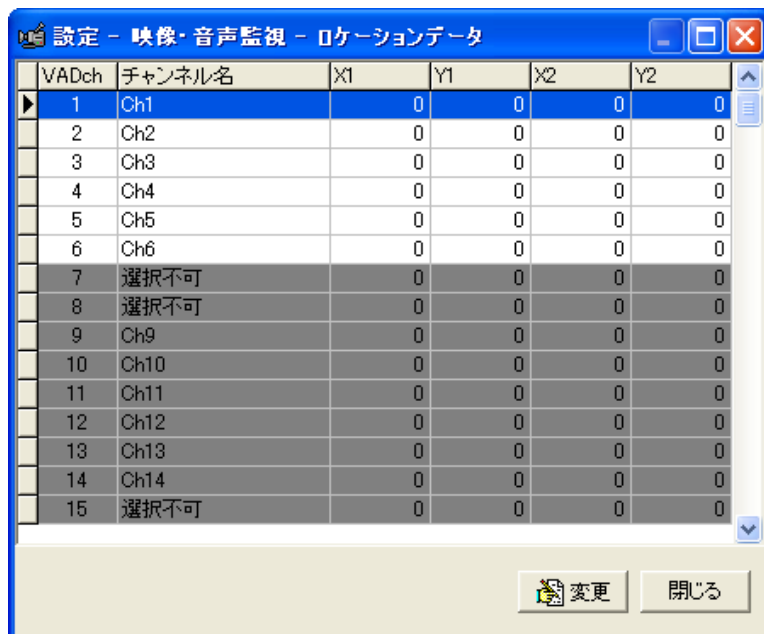 設定 - 映像・音声監視 - ロケーションデータ
VADch チャンネル名 X1 Y1 X2 Y2
1 Ch1 0 0 0 0
2 Ch2 0 0 0 0
3 Ch3 0 0 0 0
4 Ch4 0 0 0 0
5 Ch5 0 0 0 0
6 Ch6 0 0 0 0
7 選択不可 0 0 0 0
8 選択不可 0 0 0 0
9 Ch9 0 0 0 0
10 Ch10 0 0 0 0
11 Ch11 0 0 0 0
12 Ch12 0 0 0 0
13 Ch13 0 0 0 0
14 Ch14 0 0 0 0
15 選択不可 0 0 0 0
変更 閉じる